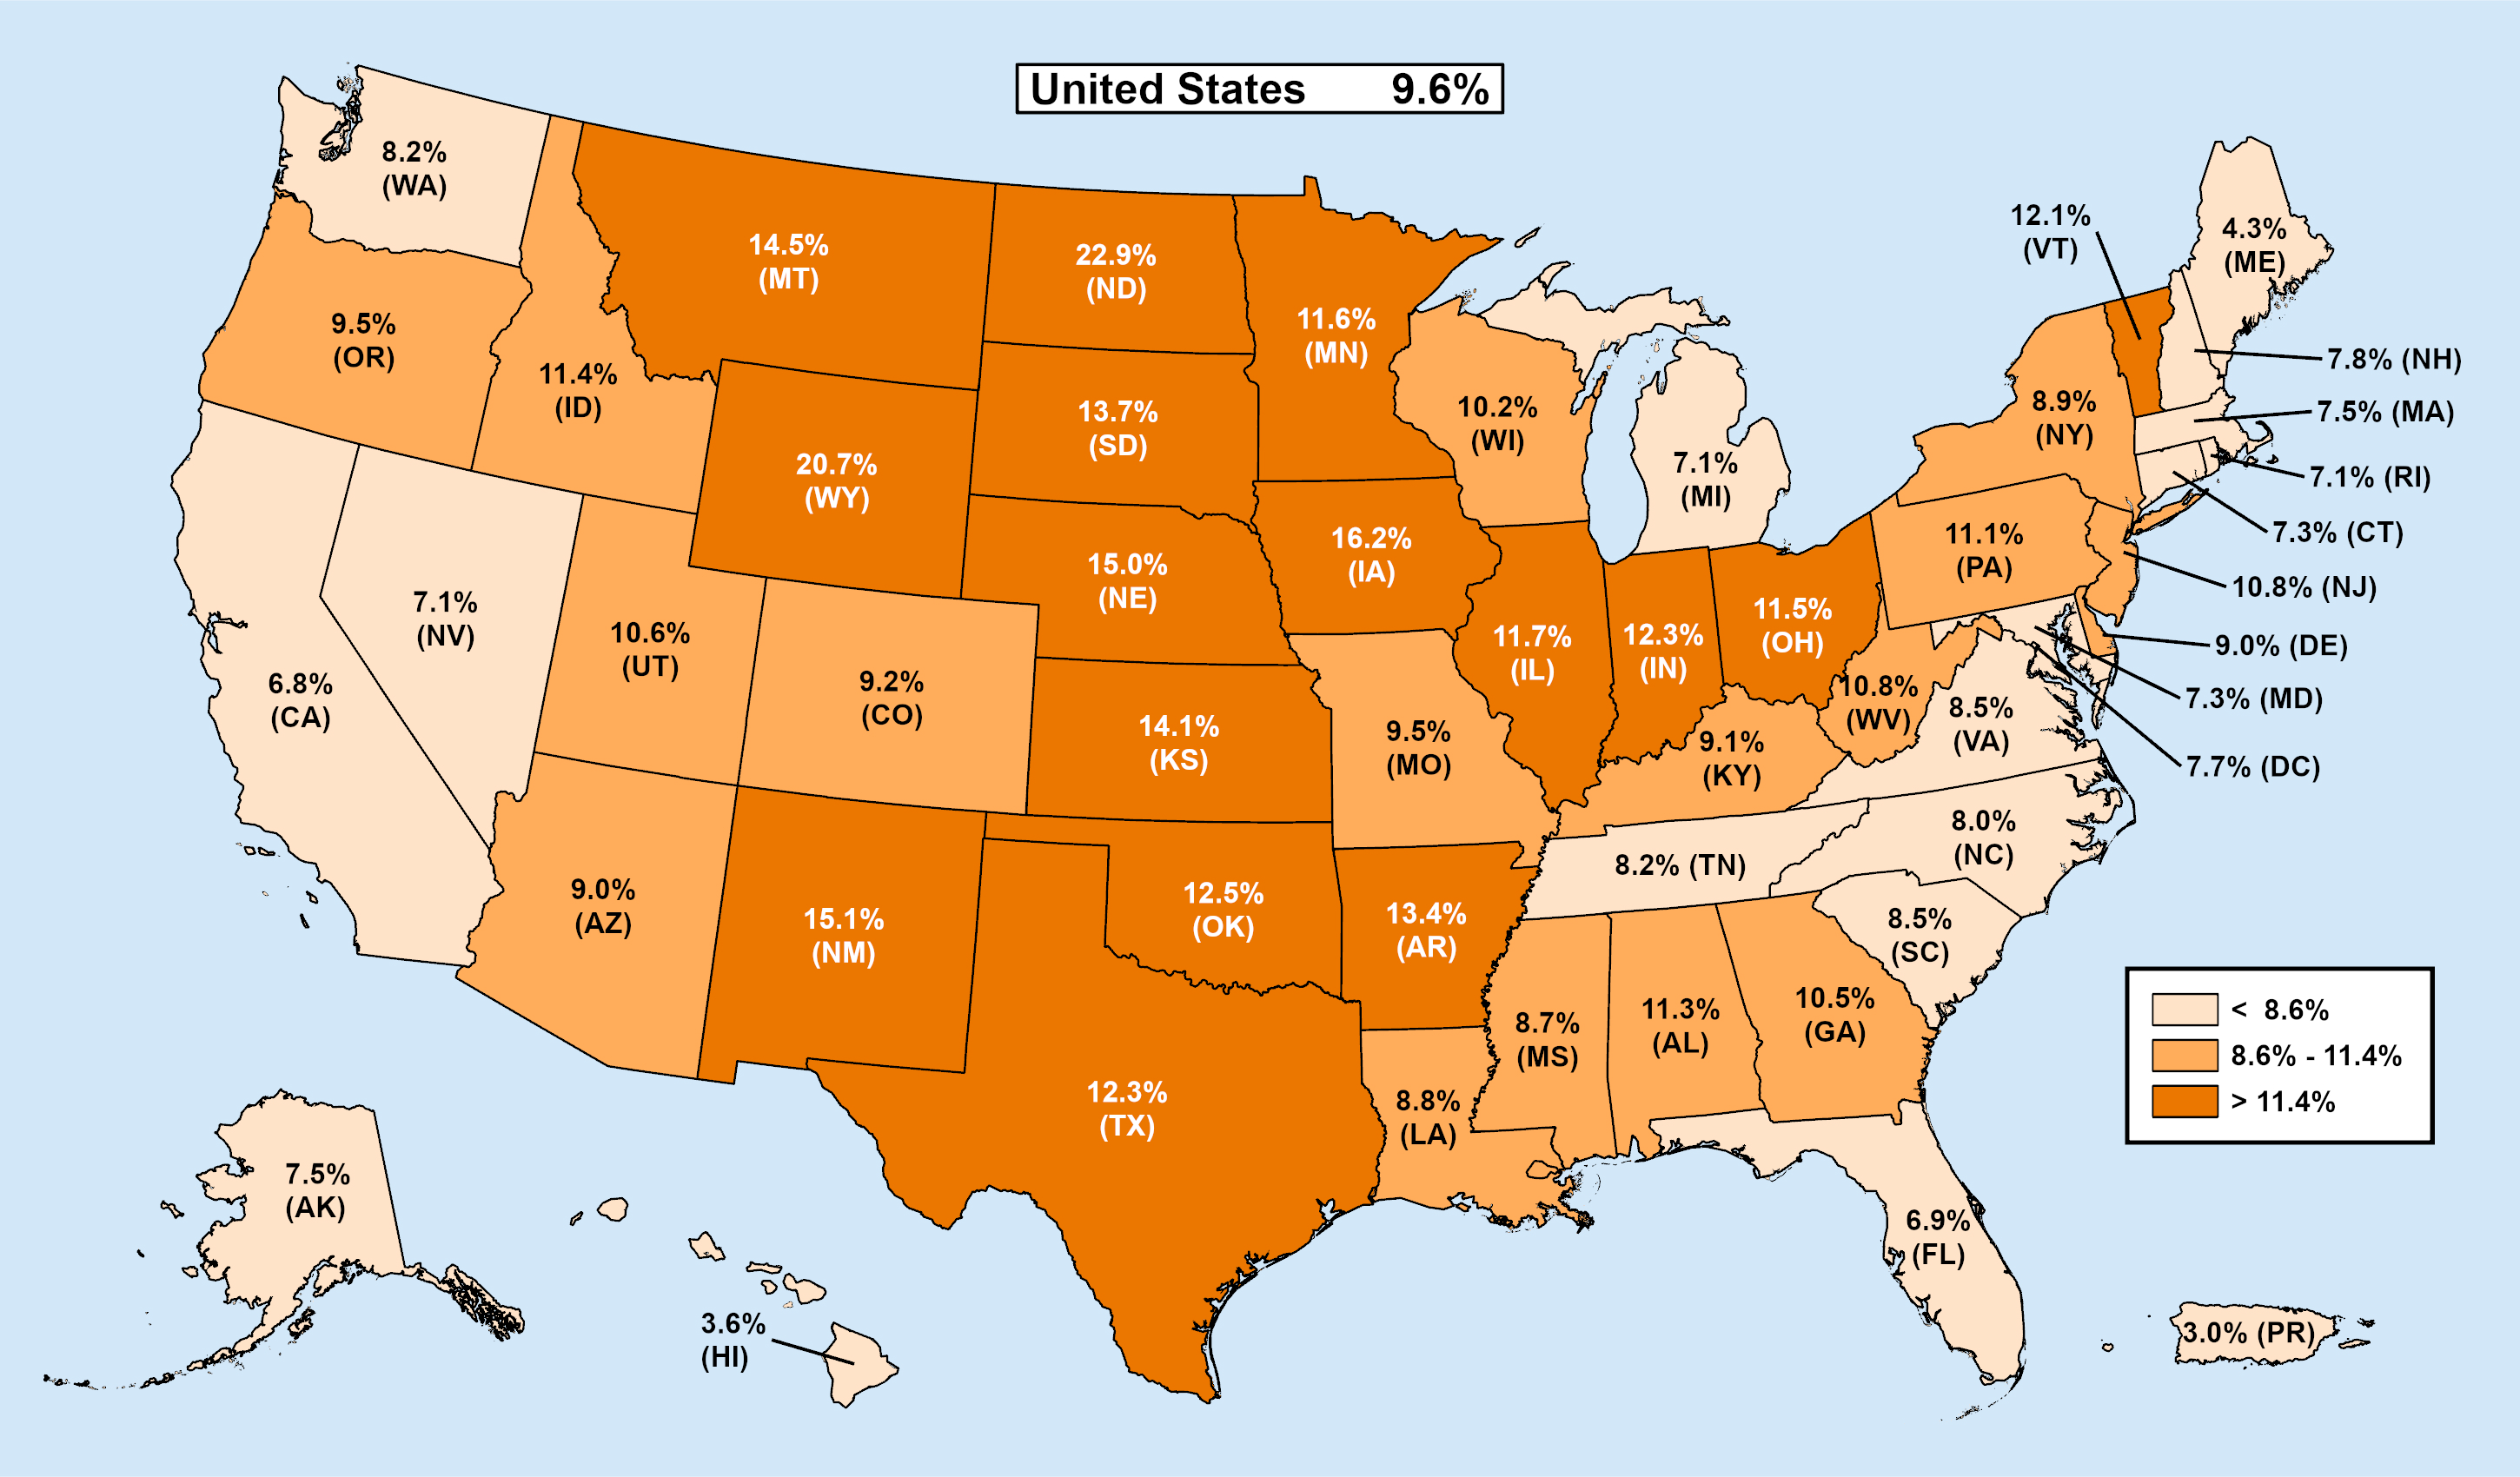 United States 9.6%
8.2%
(WA)
12.1%
(VT)
4.3%
(ME)
14.5%
(MT)
22.9%
(ND)
11.6%
(MN)
9.5%
(OR)
11.4%
(ID)
7.8% (NH)
8.9%
(NY)
7.5% (MA)
13.7%
(SD)
10.2%
(WI)
20.7%
(WY)
7.1%
(MI)
7.1% (RI)
7.3% (CT)
11.1%
(PA)
16.2%
(IA)
15.0%
(NE)
10.8% (NJ)
7.1%
(NV)
10.6%
(UT)
11.7%
(IL)
12.3%
(IN)
11.5%
(OH)
9.0% (DE)
6.8%
(CA)
9.2%
(CO)
10.8%
(WV)
7.3% (MD)
8.5%
(VA)
14.1%
(KS)
9.5%
(MO)
9.1%
(KY)
7.7% (DC)
8.0%
(NC)
8.2% (TN)
9.0%
(AZ)
15.1%
(NM)
12.5%
(OK)
13.4%
(AR)
8.5%
(SC)
8.7%
(MS)
11.3%
(AL)
10.5%
(GA)
< 8.6%
8.6% - 11.4%
> 11.4%
12.3%
(TX)
8.8%
(LA)
7.5%
(AK)
6.9%
(FL)
3.6%
(HI)
3.0% (PR)